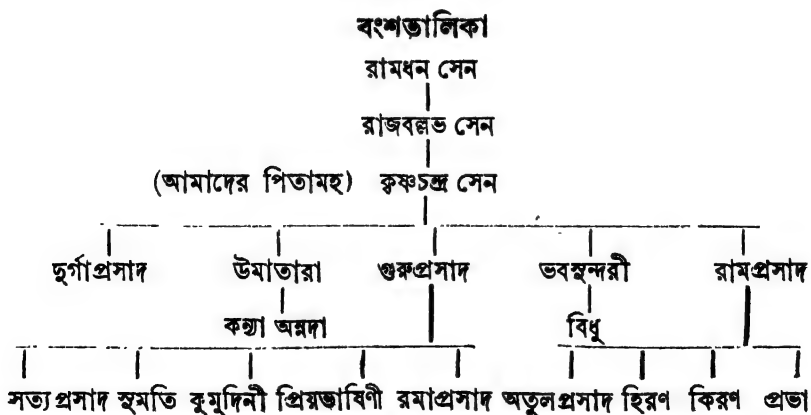 বংশতালিকা
রামধন সেন
রাজবল্লভ সেন
(আমাদের পিতামহ) কৃষ্ণচন্দ্র সেন
দুর্গাপ্রসাদ উমাতারা গুরুপ্রসাদ ভবসুন্দরী রামপ্রসাদ
কন্যা অন্নদা বিধু
সত্যপ্রসাদ সুমতি কুমুদিনী প্রিয়ভাষিণী রমাপ্রসাদ অতুলপ্রসাদ হিরণ কিরণ প্রভা